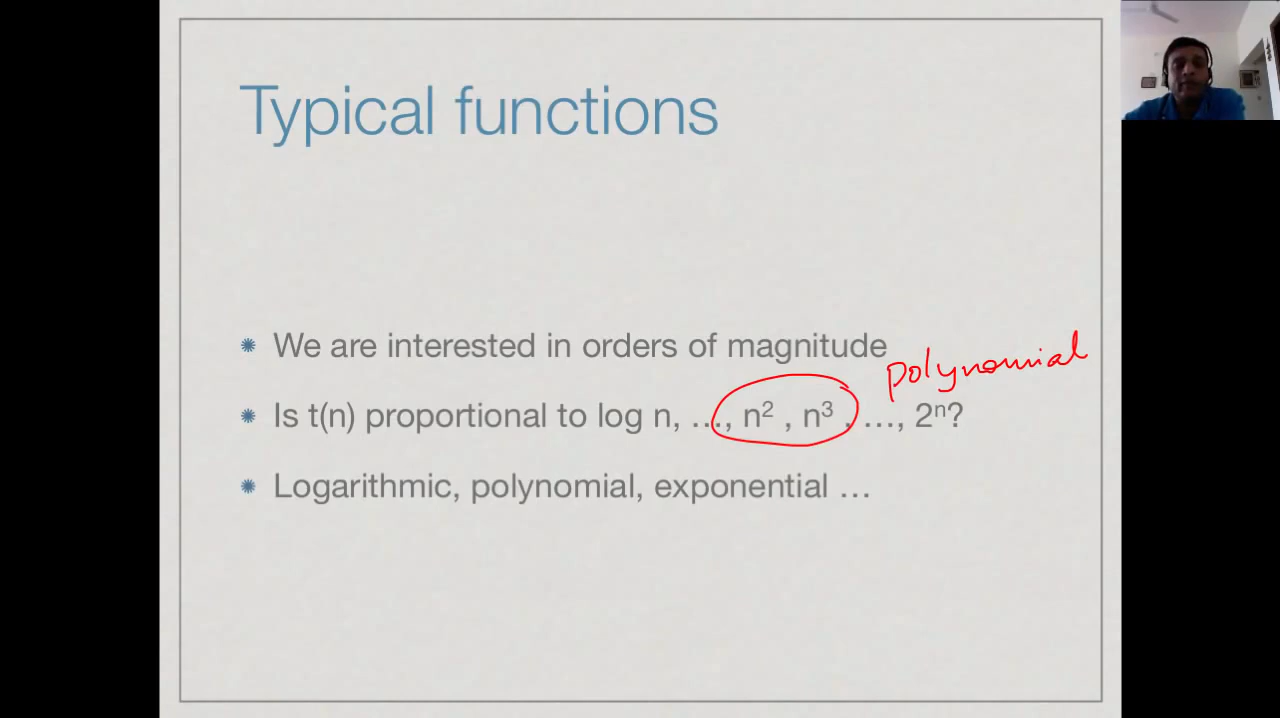 Typical functions
We are interested in orders of magnitude
polynomial
Is t(n) proportional to log n, …, n² , n³ , …, 2ⁿ?
Logarithmic, polynomial, exponential …